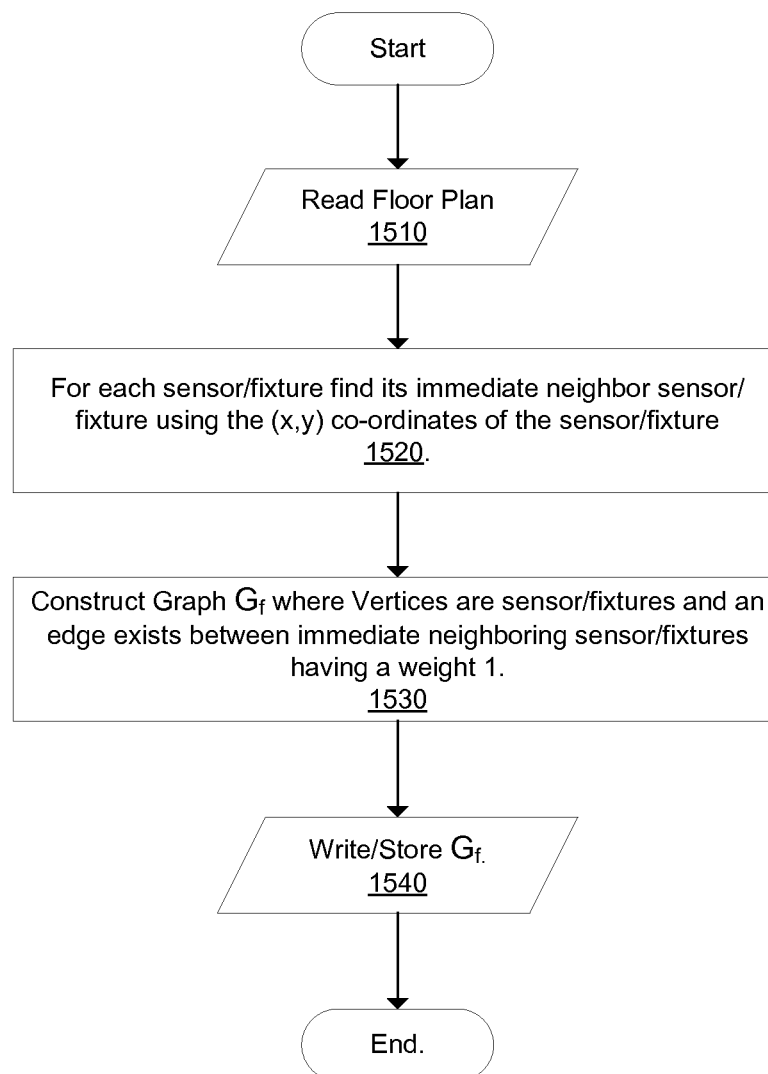 Start
Read Floor Plan
1510
For each sensor/fixture find its immediate neighbor sensor/
fixture using the (x,y) co-ordinates of the sensor/fixture
1520.
Construct Graph Gf where Vertices are sensor/fixtures and an
edge exists between immediate neighboring sensor/fixtures
having a weight 1.
1530
Write/Store Gf.
1540
End.